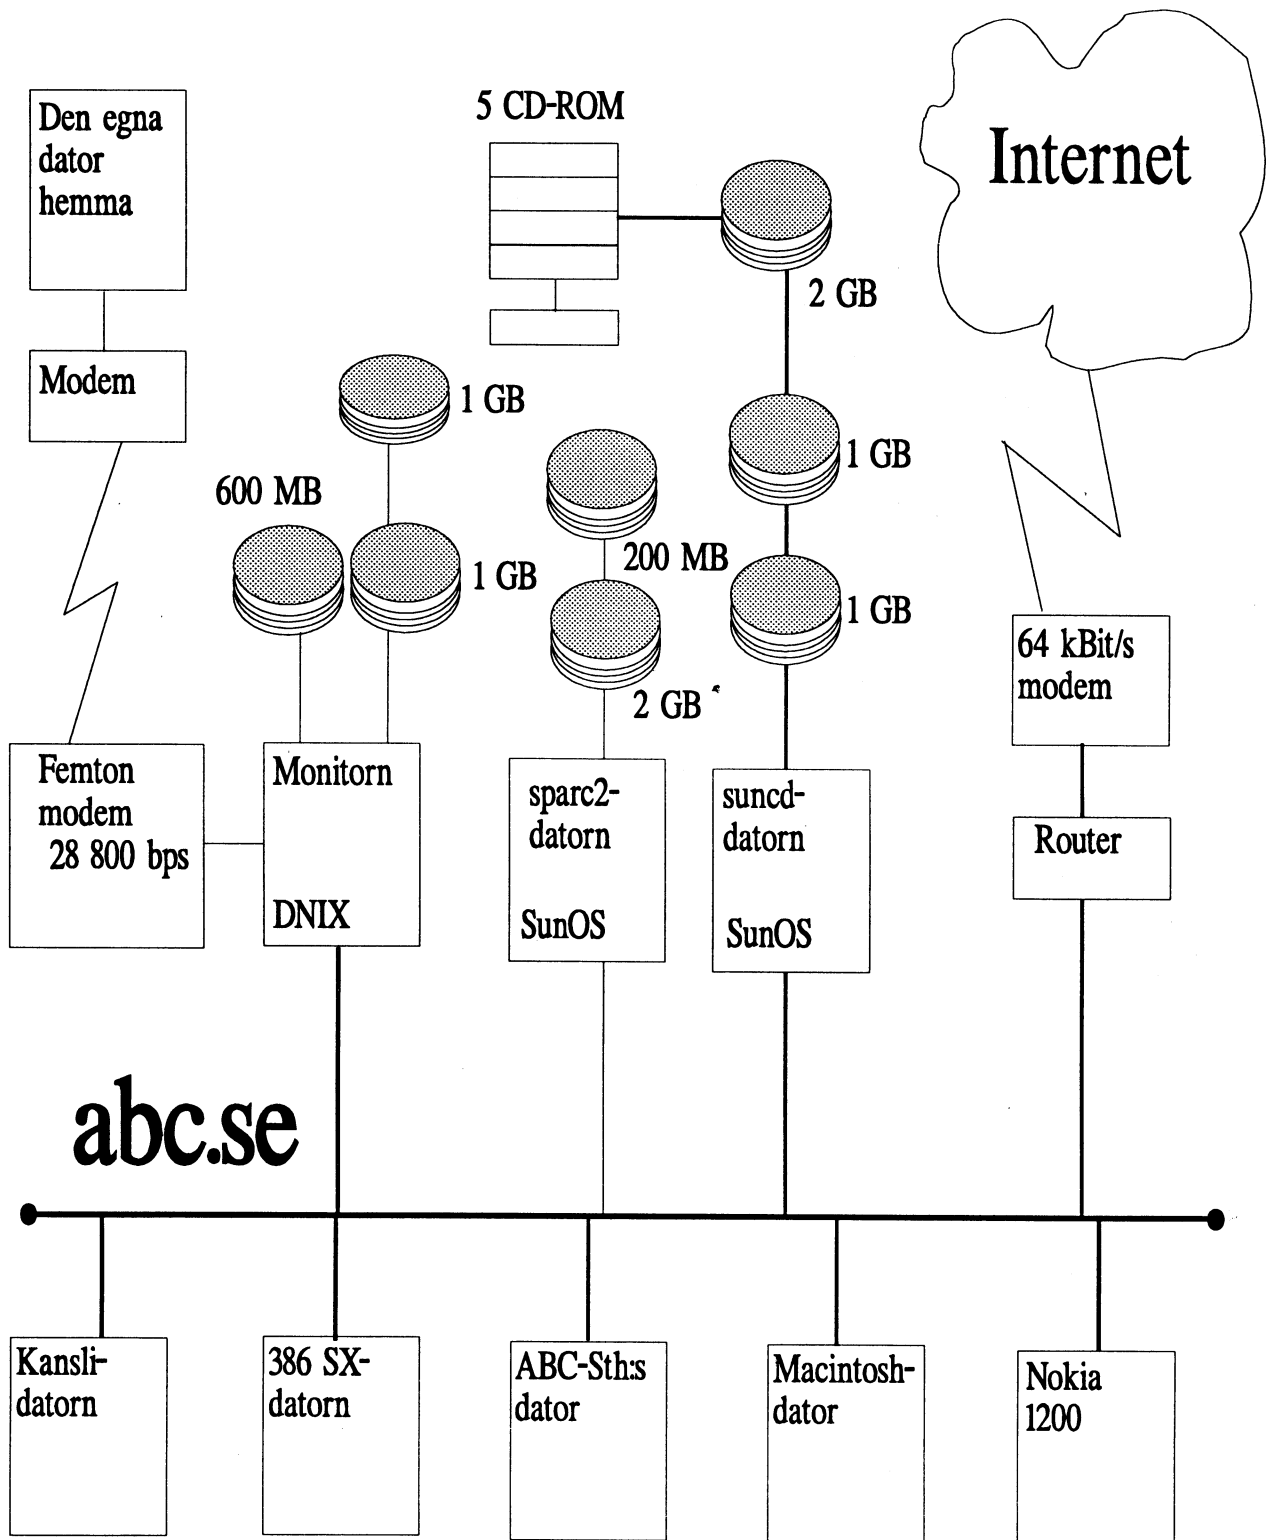 5 CD-ROM
Den egna
dator
hemma
Internet
2 GB
Modem
1 GB
1 GB
600 MB
200 MB
1 GB
1 GB
64 kBit/s
modem
2 GB
Femton
modem
28 800 bps
Monitorn
DNIX
sparc2-
datorn
SunOS
suncd-
datorn
SunOS
Router
abc.se
Kansli-
datorn
386 SX-
datorn
ABC-Sth:s
dator
Macintosh-
dator
Nokia
1200